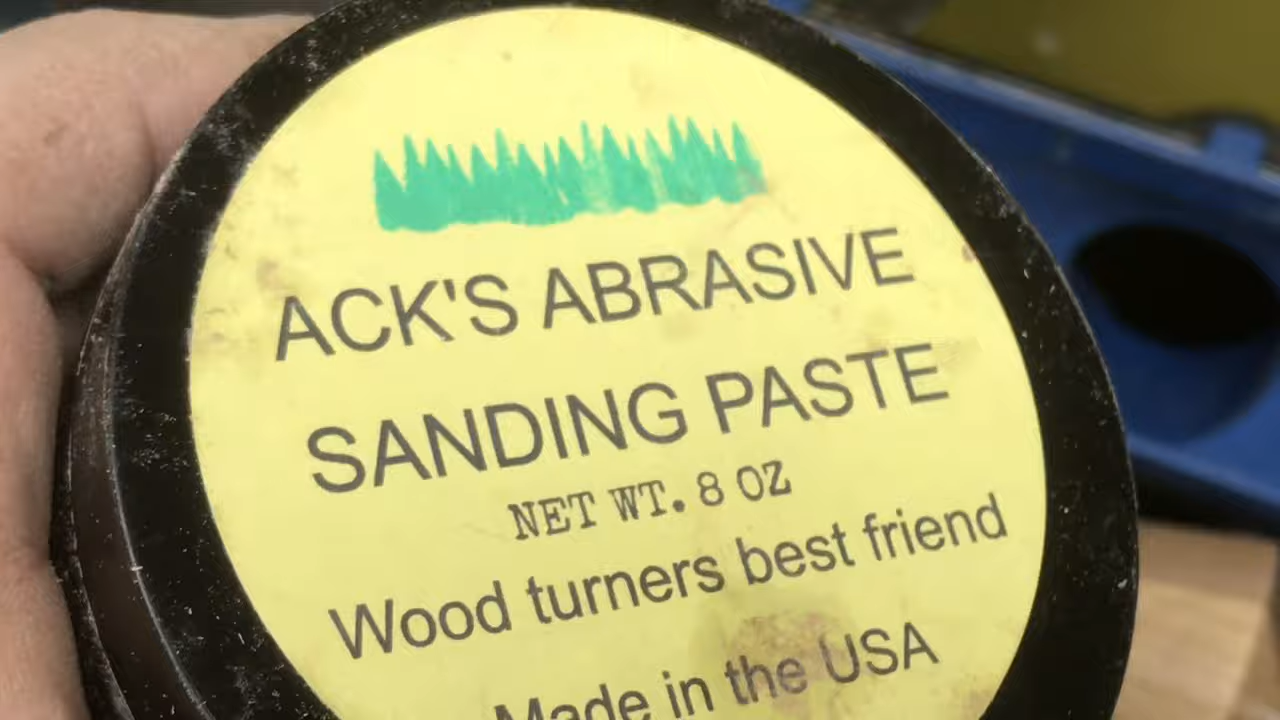 ACK'S ABRASIVE
SANDING PASTE
NET WT. 8 OZ
Wood turners best friend
Made in the USA